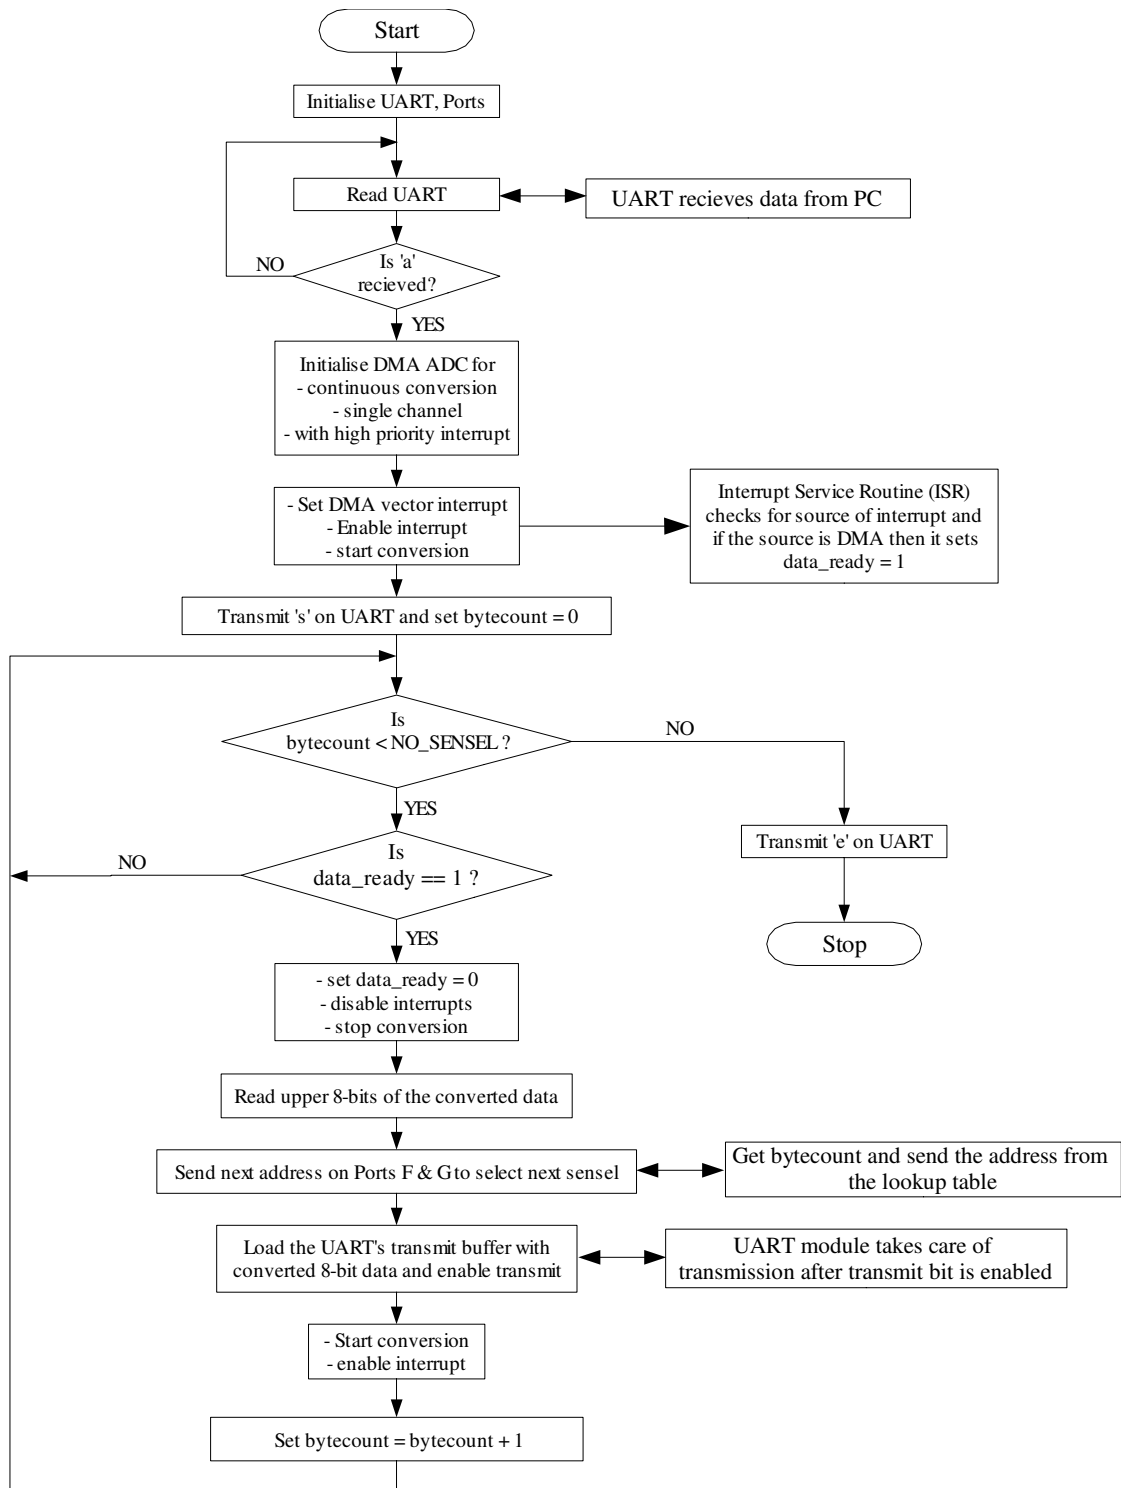 Start
Initialise UART, Ports
Read UART
UART recieves data from PC
Is 'a'
recieved?
NO
YES
Initialise DMA ADC for
- continuous conversion
- single channel
- with high priority interrupt
- Set DMA vector interrupt
- Enable interrupt
- start conversion
Interrupt Service Routine (ISR)
checks for source of interrupt and
if the source is DMA then it sets
data_ready = 1
Transmit 's' on UART and set bytecount = 0
Is
bytecount < NO_SENSEL ?
NO
YES
Transmit 'e' on UART
Stop
Is
data_ready == 1 ?
NO
YES
- set data_ready = 0
- disable interrupts
- stop conversion
Read upper 8-bits of the converted data
Send next address on Ports F & G to select next sensel
Get bytecount and send the address from
the lookup table
Load the UART's transmit buffer with
converted 8-bit data and enable transmit
UART module takes care of
transmission after transmit bit is enabled
- Start conversion
- enable interrupt
Set bytecount = bytecount + 1